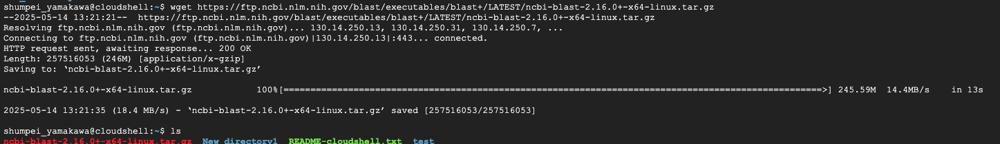 shumpei_yamakawa@cloudshell:~$ wget https://ftp.ncbi.nlm.nih.gov/blast/executables/blast+/LATEST/ncbi-blast-2.16.0+-x64-linux.tar.gz
--2025-05-14 13:21:21--  https://ftp.ncbi.nlm.nih.gov/blast/executables/blast+/LATEST/ncbi-blast-2.16.0+-x64-linux.tar.gz
Resolving ftp.ncbi.nlm.nih.gov (ftp.ncbi.nlm.nih.gov)... 130.14.250.13, 130.14.250.31, 130.14.250.7, ...
Connecting to ftp.ncbi.nlm.nih.gov (ftp.ncbi.nlm.nih.gov)|130.14.250.13|:443... connected.
HTTP request sent, awaiting response... 200 OK
Length: 257516053 (246M) [application/x-gzip]
Saving to: ‘ncbi-blast-2.16.0+-x64-linux.tar.gz’
ncbi-blast-2.16.0+-x64-linux.tar.gz 100%[=====================================================================================================>] 245.59M 14.4MB/s in 13s
2025-05-14 13:21:35 (18.4 MB/s) - ‘ncbi-blast-2.16.0+-x64-linux.tar.gz’ saved [257516053/257516053]
shumpei_yamakawa@cloudshell:~$ ls
ncbi-blast-2.16.0+-x64-linux.tar.gz  New_directory1  README-cloudshell.txt  test